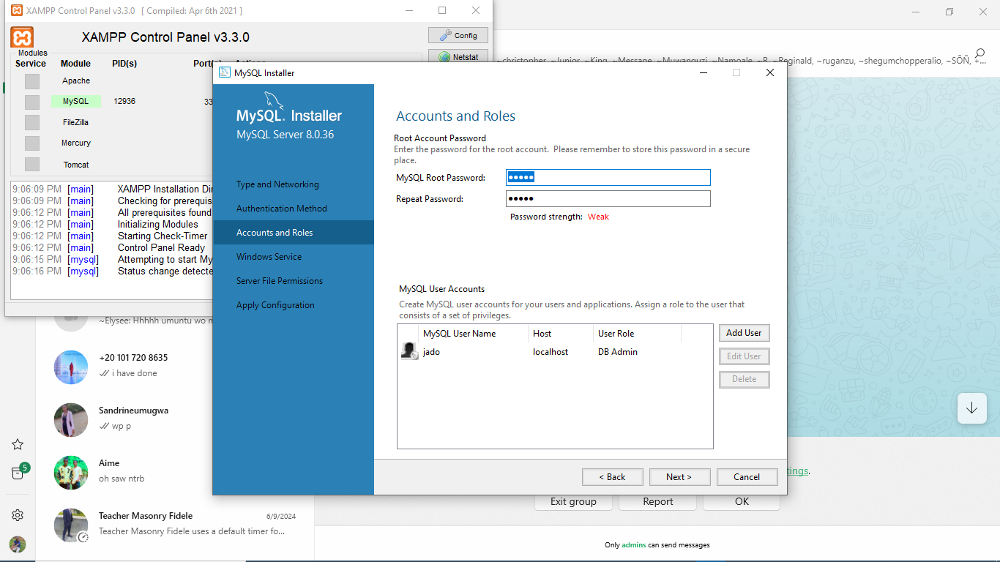 XAMPP Control Panel v3.3.0 [ Compiled: Apr 6th 2021 ]
XAMPP Control Panel v3.3.0
Config
Netstat
Modules
Service Module PID(s) Port(s) Actions
Apache
MySQL 12936 33
FileZilla
Mercury
Tomcat
9:06:09 PM [main] XAMPP Installation Dir
9:06:09 PM [main] Checking for prerequis
9:06:12 PM [main] All prerequisites found
9:06:12 PM [main] Initializing Modules
9:06:12 PM [main] Starting Check-Timer
9:06:12 PM [main] Control Panel Ready
9:06:15 PM [mysql] Attempting to start My
9:06:16 PM [mysql] Status change detecte
~christopher, ~Junior, ~King, ~Message, ~Muwanguzi, ~Namoale, ~R, ~Reginald, ~ruganzu, ~shegumchopperalio, ~SÕÑ, +...
MySQL Installer
MySQL. Installer
MySQL Server 8.0.36
Type and Networking
Authentication Method
Accounts and Roles
Windows Service
Server File Permissions
Apply Configuration
Accounts and Roles
Root Account Password
Enter the password for the root account. Please remember to store this password in a secure
place.
MySQL Root Password: ●●●●●
Repeat Password: ●●●●●
Password strength: Weak
MySQL User Accounts
Create MySQL user accounts for your users and applications. Assign a role to the user that
consists of a set of privileges.
MySQL User Name Host User Role
jado localhost DB Admin
Add User
Edit User
Delete
< Back
Next >
Cancel
~Elysee: Hhhhh umuntu wo m
+20 101 720 8635
i have done
Sandrineumugwa
wp p
Aime
oh saw ntrb
Teacher Masonry Fidele 6/9/2024
Teacher Masonry Fidele uses a default timer fo...
5
tings.
Exit group
Report
OK
Only admins can send messages